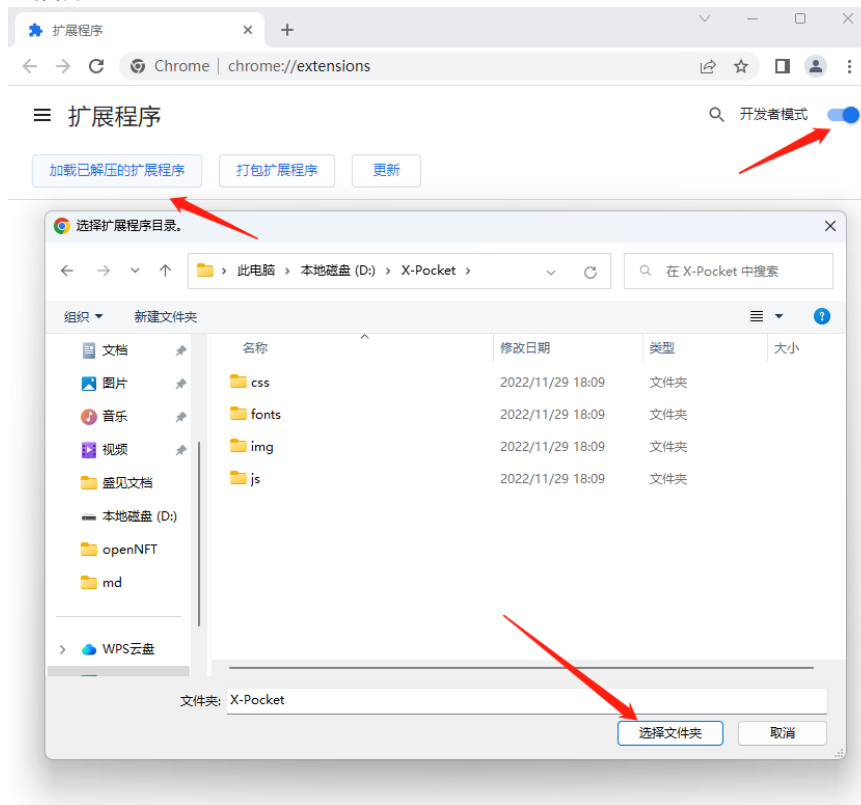 扩展程序
Chrome | chrome://extensions
扩展程序
开发者模式
加载已解压的扩展程序
打包扩展程序
更新
选择扩展程序目录。
此电脑 › 本地磁盘 (D:) › X-Pocket ›
在 X-Pocket 中搜索
组织
新建文件夹
名称 修改日期 类型 大小
文档
图片
音乐
视频
盛见文档
本地磁盘 (D:)
openNFT
md
WPS云盘
css 2022/11/29 18:09 文件夹
fonts 2022/11/29 18:09 文件夹
img 2022/11/29 18:09 文件夹
js 2022/11/29 18:09 文件夹
文件夹: X-Pocket
选择文件夹
取消